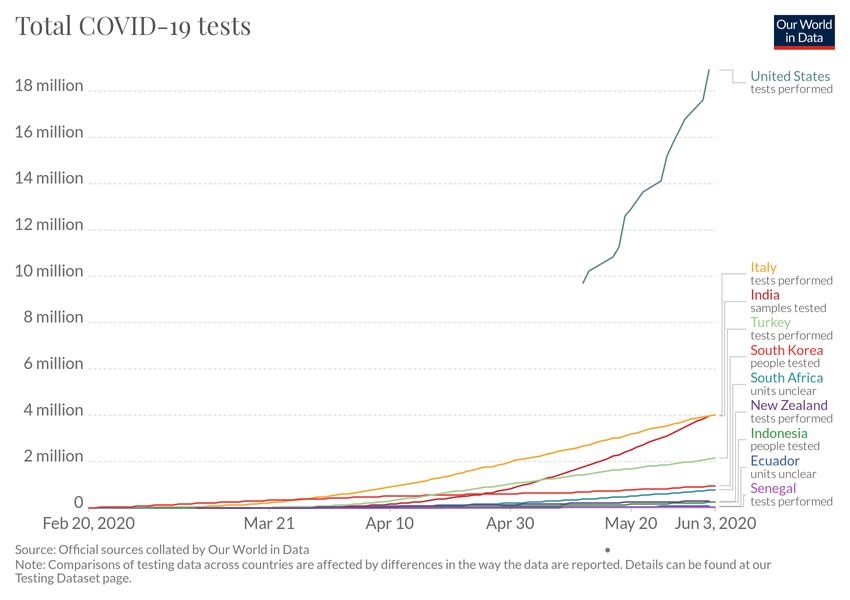 Total COVID-19 tests
Our World
in Data
18 million
16 million
14 million
12 million
10 million
8 million
6 million
4 million
2 million
0
Feb 20, 2020
Mar 21
Apr 10
Apr 30
May 20
Jun 3, 2020
United States
tests performed
Italy
tests performed
India
samples tested
Turkey
tests performed
South Korea
people tested
South Africa
units unclear
New Zealand
tests performed
Indonesia
people tested
Ecuador
units unclear
Senegal
tests performed
Source: Official sources collated by Our World in Data
Note: Comparisons of testing data across countries are affected by differences in the way the data are reported. Details can be found at our
Testing Dataset page.